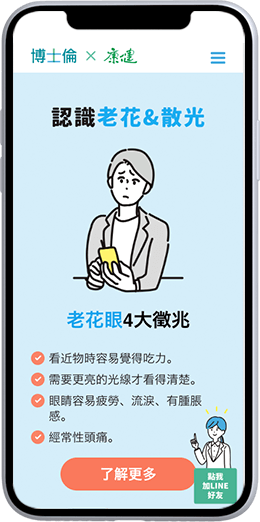 博士倫 × 康健
認識老花&散光
老花眼4大徵兆
看近物時容易覺得吃力。
需要更亮的光線才看得清楚。
眼睛容易疲勞、流淚、有腫脹
感。
經常性頭痛。
了解更多
點我
加LINE
好友